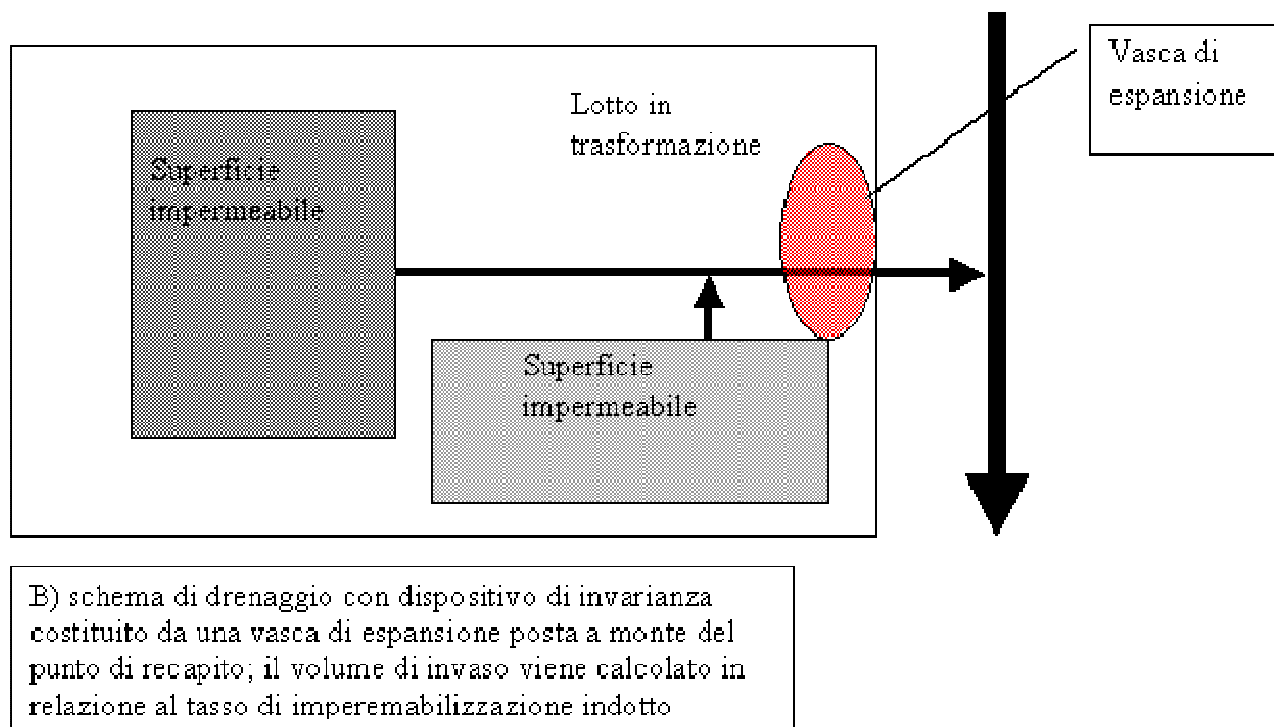 Lotto in
trasformazione
Vasca di
espansione
Superficie
impermeabile
Superficie
impermeabile
B) schema di drenaggio con dispositivo di invarianza
costituito da una vasca di espansione posta a monte del
punto di recapito; il volume di invaso viene calcolato in
relazione al tasso di imperemabilizzazione indotto